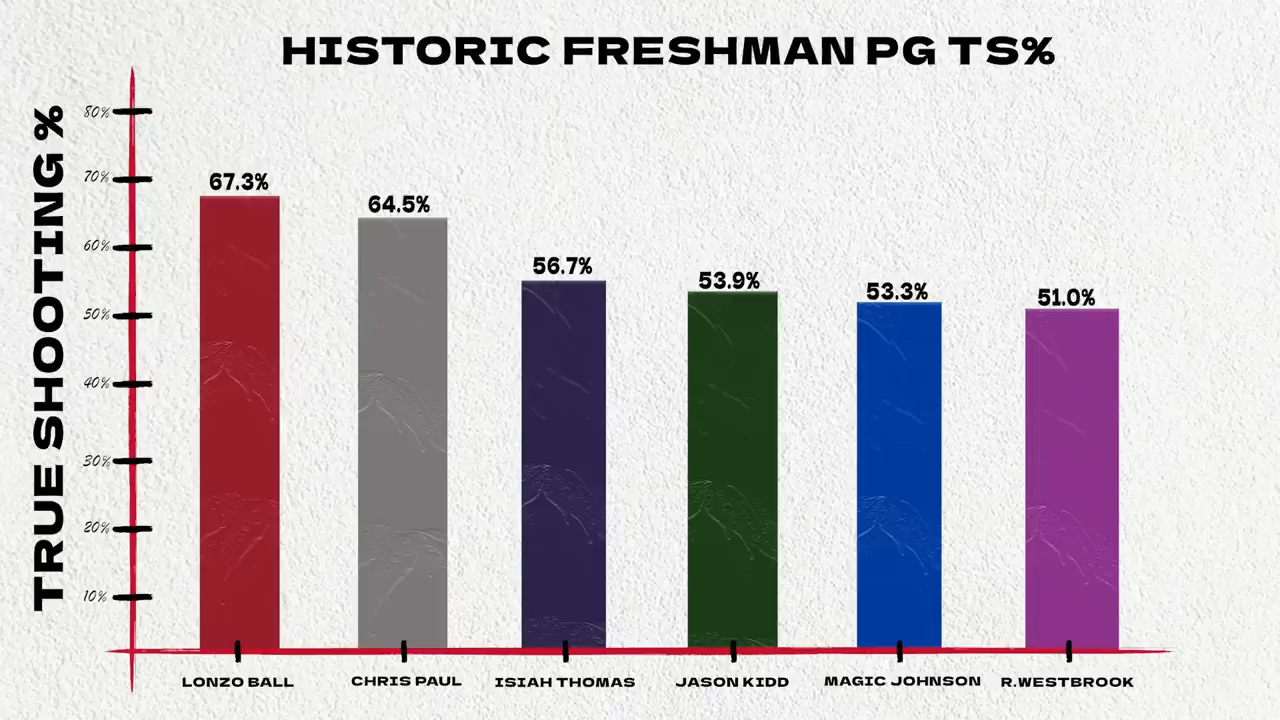 HISTORIC FRESHMAN PG TS%
TRUE SHOOTING %
80%
70%
60%
50%
40%
30%
20%
10%
67.3%
64.5%
56.7%
53.9%
53.3%
51.0%
LONZO BALL
CHRIS PAUL
ISIAH THOMAS
JASON KIDD
MAGIC JOHNSON
R.WESTBROOK